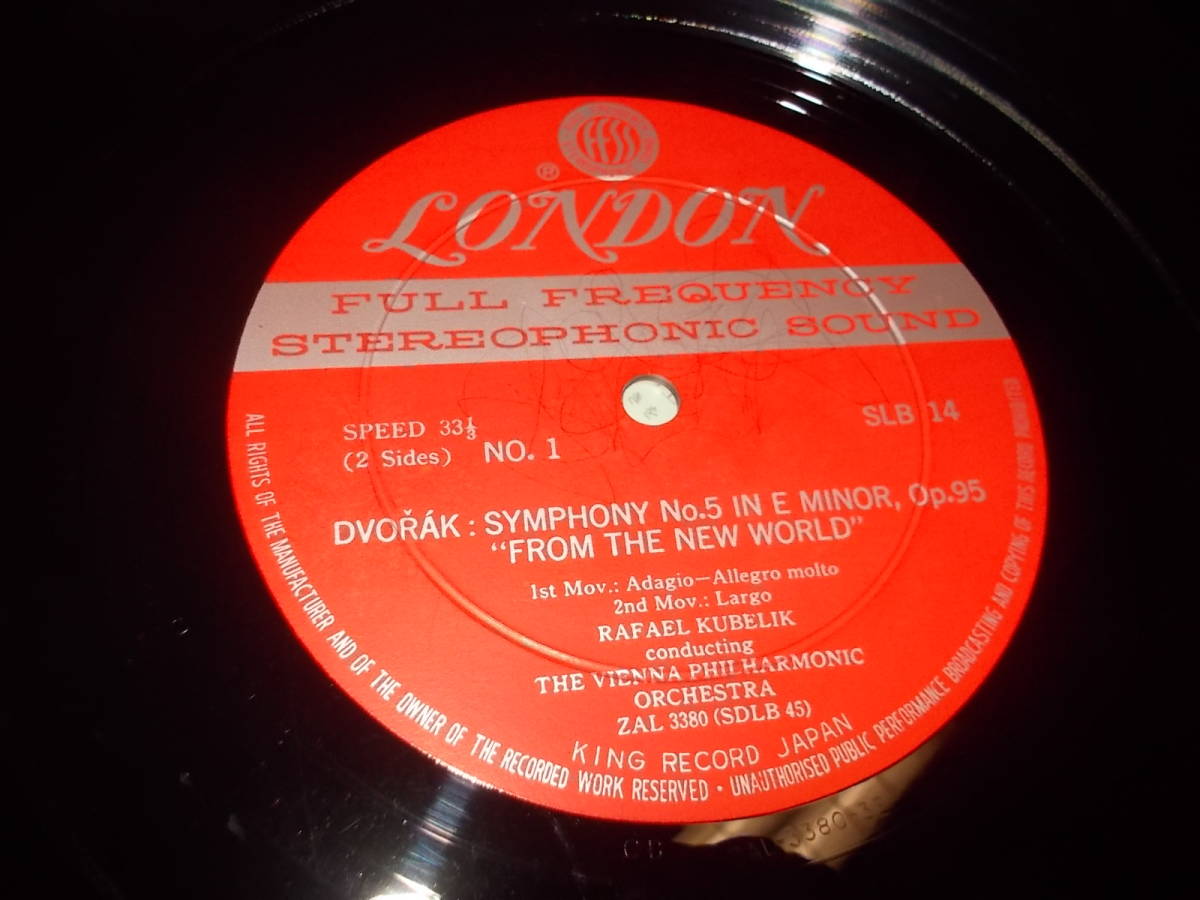 FFSS
®
LONDON
FULL FREQUENCY
STEREOPHONIC SOUND
SPEED 33⅓
(2 Sides)
NO. 1
SLB 14
DVOŘÁK : SYMPHONY No.5 IN E MINOR, Op.95
"FROM THE NEW WORLD"
1st Mov.: Adagio—Allegro molto
2nd Mov.: Largo
RAFAEL KUBELIK
conducting
THE VIENNA PHILHARMONIC
ORCHESTRA
ZAL 3380 (SDLB 45)
KING RECORD JAPAN
ALL RIGHTS OF THE MANUFACTURER AND OF THE OWNER OF THE RECORDED WORK RESERVED · UNAUTHORISED PUBLIC PERFORMANCE BROADCASTING AND COPYING OF THIS RECORD PROHIBITED